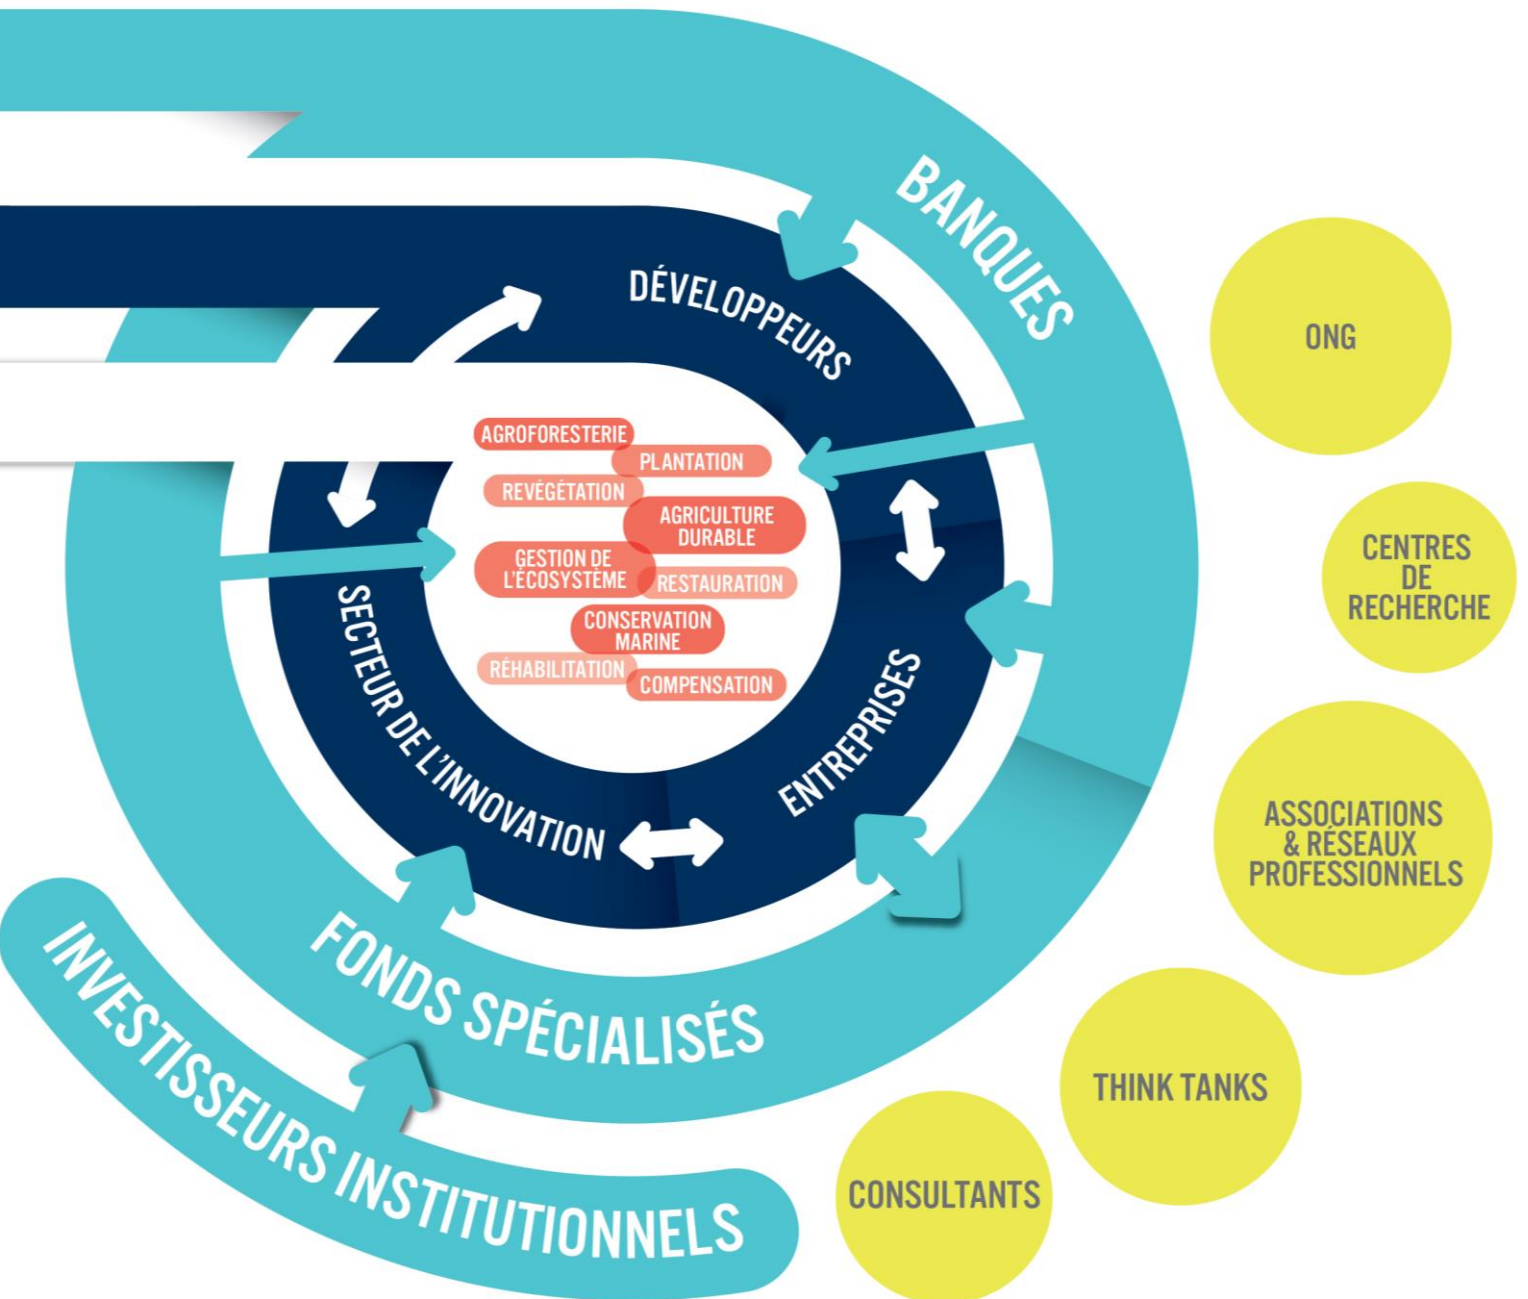 BANQUES
DÉVELOPPEURS
ONG
AGROFORESTERIE
PLANTATION
REVÉGÉTATION
AGRICULTURE
DURABLE
GESTION DE
L'ÉCOSYSTÈME
RESTAURATION
CONSERVATION
MARINE
RÉHABILITATION
COMPENSATION
CENTRES
DE
RECHERCHE
SECTEUR DE L'INNOVATION
ENTREPRISES
ASSOCIATIONS
& RÉSEAUX
PROFESSIONNELS
FONDS SPÉCIALISÉS
INVESTISSEURS INSTITUTIONNELS
THINK TANKS
CONSULTANTS